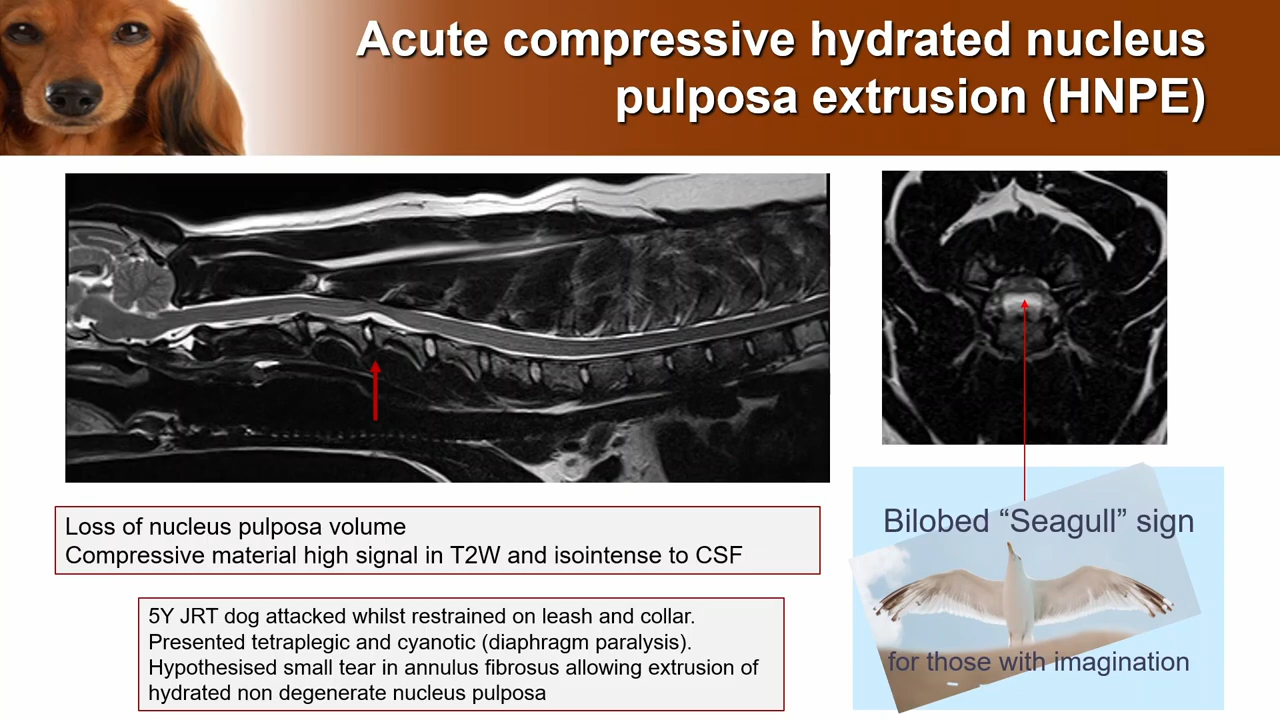 Acute compressive hydrated nucleus
pulposa extrusion (HNPE)
Loss of nucleus pulposa volume
Compressive material high signal in T2W and isointense to CSF
5Y JRT dog attacked whilst restrained on leash and collar.
Presented tetraplegic and cyanotic (diaphragm paralysis).
Hypothesised small tear in annulus fibrosus allowing extrusion of
hydrated non degenerate nucleus pulposa
Bilobed “Seagull” sign
for those with imagination